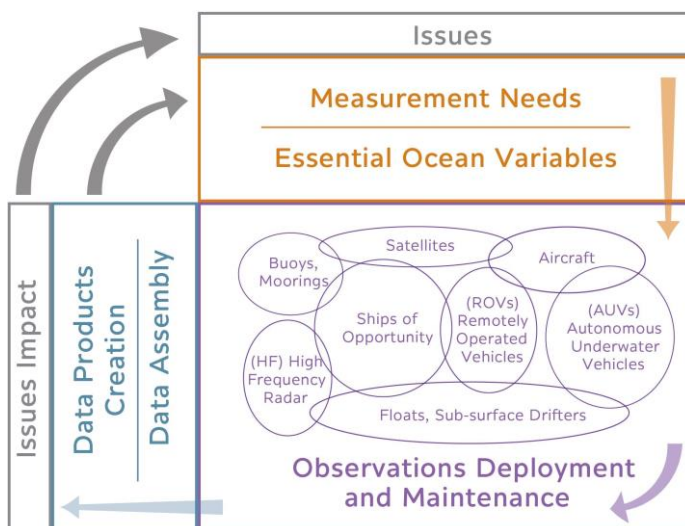 Issues
Measurement Needs
Essential Ocean Variables
Issues Impact
Data Products
Creation
Data Assembly
Satellites
Buoys,
Moorings
Aircraft
Ships of
Opportunity
(ROVs)
Remotely
Operated
Vehicles
(AUVs)
Autonomous
Underwater
Vehicles
(HF) High
Frequency
Radar
Floats, Sub-surface Drifters
Observations Deployment
and Maintenance